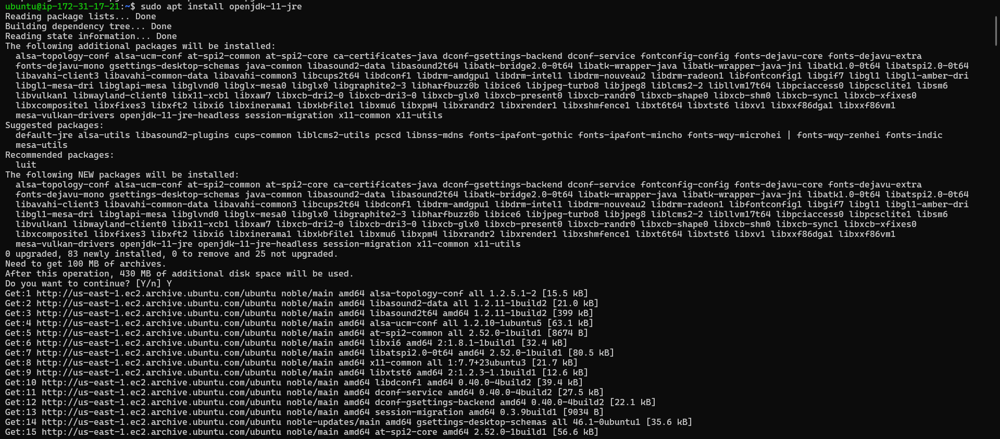 ubuntu@ip-172-31-17-21:~$ sudo apt install openjdk-11-jre
Reading package lists... Done
Building dependency tree... Done
Reading state information... Done
The following additional packages will be installed:
  alsa-topology-conf alsa-ucm-conf at-spi2-common at-spi2-core ca-certificates-java dconf-gsettings-backend dconf-service fontconfig-config fonts-dejavu-core fonts-dejavu-extra
  fonts-dejavu-mono gsettings-desktop-schemas java-common libasound2-data libasound2t64 libatk-bridge2.0-0t64 libatk-wrapper-java libatk-wrapper-java-jni libatk1.0-0t64 libatspi2.0-0t64
  libavahi-client3 libavahi-common-data libavahi-common3 libcups2t64 libdconf1 libdrm-amdgpu1 libdrm-intel1 libdrm-nouveau2 libdrm-radeon1 libfontconfig1 libgif7 libgl1 libgl1-amber-dri
  libgl1-mesa-dri libglapi-mesa libglvnd0 libglx-mesa0 libglx0 libgraphite2-3 libharfbuzz0b libice6 libjpeg-turbo8 libjpeg8 liblcms2-2 libllvm17t64 libpciaccess0 libpcsclite1 libsm6
  libvulkan1 libwayland-client0 libx11-xcb1 libxaw7 libxcb-dri2-0 libxcb-dri3-0 libxcb-glx0 libxcb-present0 libxcb-randr0 libxcb-shape0 libxcb-shm0 libxcb-sync1 libxcb-xfixes0
  libxcomposite1 libxfixes3 libxft2 libxi6 libxinerama1 libxkbfile1 libxmu6 libxpm4 libxrandr2 libxrender1 libxshmfence1 libxt6t64 libxtst6 libxv1 libxxf86dga1 libxxf86vm1
  mesa-vulkan-drivers openjdk-11-jre-headless session-migration x11-common x11-utils
Suggested packages:
  default-jre alsa-utils libasound2-plugins cups-common liblcms2-utils pcscd libnss-mdns fonts-ipafont-gothic fonts-ipafont-mincho fonts-wqy-microhei | fonts-wqy-zenhei fonts-indic
  mesa-utils
Recommended packages:
  luit
The following NEW packages will be installed:
  alsa-topology-conf alsa-ucm-conf at-spi2-common at-spi2-core ca-certificates-java dconf-gsettings-backend dconf-service fontconfig-config fonts-dejavu-core fonts-dejavu-extra
  fonts-dejavu-mono gsettings-desktop-schemas java-common libasound2-data libasound2t64 libatk-bridge2.0-0t64 libatk-wrapper-java libatk-wrapper-java-jni libatk1.0-0t64 libatspi2.0-0t64
  libavahi-client3 libavahi-common-data libavahi-common3 libcups2t64 libdconf1 libdrm-amdgpu1 libdrm-intel1 libdrm-nouveau2 libdrm-radeon1 libfontconfig1 libgif7 libgl1 libgl1-amber-dri
  libgl1-mesa-dri libglapi-mesa libglvnd0 libglx-mesa0 libglx0 libgraphite2-3 libharfbuzz0b libice6 libjpeg-turbo8 libjpeg8 liblcms2-2 libllvm17t64 libpciaccess0 libpcsclite1 libsm6
  libvulkan1 libwayland-client0 libx11-xcb1 libxaw7 libxcb-dri2-0 libxcb-dri3-0 libxcb-glx0 libxcb-present0 libxcb-randr0 libxcb-shape0 libxcb-shm0 libxcb-sync1 libxcb-xfixes0
  libxcomposite1 libxfixes3 libxft2 libxi6 libxinerama1 libxkbfile1 libxmu6 libxpm4 libxrandr2 libxrender1 libxshmfence1 libxt6t64 libxtst6 libxv1 libxxf86dga1 libxxf86vm1
  mesa-vulkan-drivers openjdk-11-jre openjdk-11-jre-headless session-migration x11-common x11-utils
0 upgraded, 83 newly installed, 0 to remove and 25 not upgraded.
Need to get 100 MB of archives.
After this operation, 430 MB of additional disk space will be used.
Do you want to continue? [Y/n] Y
Get:1 http://us-east-1.ec2.archive.ubuntu.com/ubuntu noble/main amd64 alsa-topology-conf all 1.2.5.1-2 [15.5 kB]
Get:2 http://us-east-1.ec2.archive.ubuntu.com/ubuntu noble/main amd64 libasound2-data all 1.2.11-1build2 [21.0 kB]
Get:3 http://us-east-1.ec2.archive.ubuntu.com/ubuntu noble/main amd64 libasound2t64 amd64 1.2.11-1build2 [399 kB]
Get:4 http://us-east-1.ec2.archive.ubuntu.com/ubuntu noble/main amd64 alsa-ucm-conf all 1.2.10-1ubuntu5 [63.1 kB]
Get:5 http://us-east-1.ec2.archive.ubuntu.com/ubuntu noble/main amd64 at-spi2-common all 2.52.0-1build1 [8674 B]
Get:6 http://us-east-1.ec2.archive.ubuntu.com/ubuntu noble/main amd64 libxi6 amd64 2:1.8.1-1build1 [32.4 kB]
Get:7 http://us-east-1.ec2.archive.ubuntu.com/ubuntu noble/main amd64 libatspi2.0-0t64 amd64 2.52.0-1build1 [80.5 kB]
Get:8 http://us-east-1.ec2.archive.ubuntu.com/ubuntu noble/main amd64 x11-common all 1:7.7+23ubuntu3 [21.7 kB]
Get:9 http://us-east-1.ec2.archive.ubuntu.com/ubuntu noble/main amd64 libxtst6 amd64 2:1.2.3-1.1build1 [12.6 kB]
Get:10 http://us-east-1.ec2.archive.ubuntu.com/ubuntu noble/main amd64 libdconf1 amd64 0.40.0-4build2 [39.4 kB]
Get:11 http://us-east-1.ec2.archive.ubuntu.com/ubuntu noble/main amd64 dconf-service amd64 0.40.0-4build2 [27.5 kB]
Get:12 http://us-east-1.ec2.archive.ubuntu.com/ubuntu noble/main amd64 dconf-gsettings-backend amd64 0.40.0-4build2 [22.1 kB]
Get:13 http://us-east-1.ec2.archive.ubuntu.com/ubuntu noble/main amd64 session-migration amd64 0.3.9build1 [9034 B]
Get:14 http://us-east-1.ec2.archive.ubuntu.com/ubuntu noble-updates/main amd64 gsettings-desktop-schemas all 46.1-0ubuntu1 [35.6 kB]
Get:15 http://us-east-1.ec2.archive.ubuntu.com/ubuntu noble/main amd64 at-spi2-core amd64 2.52.0-1build1 [56.6 kB]